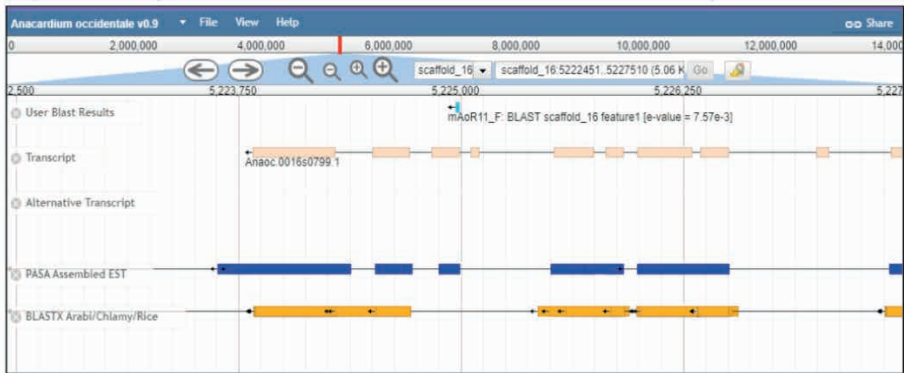 Anacardium occidentale v0.9 File View Help Share
0 2,000,000 4,000,000 6,000,000 8,000,000 10,000,000 12,000,000 14,000
scaffold_16 scaffold_16:5222451..5227510 (5.06 K Go
2,500 5,223,750 5,225,000 5,226,250 5,227
User Blast Results
mAoR11_F: BLAST scaffold_16 feature1 [e-value = 7.57e-3]
Transcript
Anaoc.0016s0799.1
Alternative Transcript
PASA Assembled EST
BLASTX Arabi/Chlamy/Rice